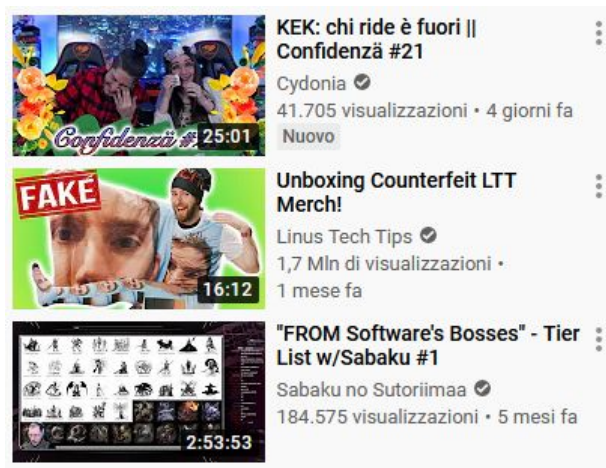 KEK: chi ride è fuori ||
Confidenzä #21
Cydonia
41.705 visualizzazioni • 4 giorni fa
Nuovo
Confidenzä #
25:01
Unboxing Counterfeit LTT
Merch!
Linus Tech Tips
1,7 Mln di visualizzazioni •
1 mese fa
FAKE
16:12
"FROM Software's Bosses" - Tier
List w/Sabaku #1
Sabaku no Sutoriimaa
184.575 visualizzazioni • 5 mesi fa
2:53:53